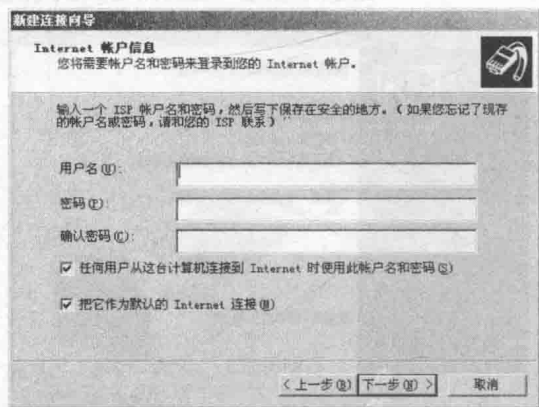 新建连接向导
Internet 帐户信息
您将需要帐户名和密码来登录到您的 Internet 帐户。
输入一个 ISP 帐户名和密码，然后写下保存在安全的地方。（如果您忘记了现存
的帐户名或密码，请和您的 ISP 联系）
用户名(U):
密码(P):
确认密码(C):
任何用户从这台计算机连接到 Internet 时使用此帐户名和密码(S)
把它作为默认的 Internet 连接(M)
< 上一步(B) 下一步(N) > 取消